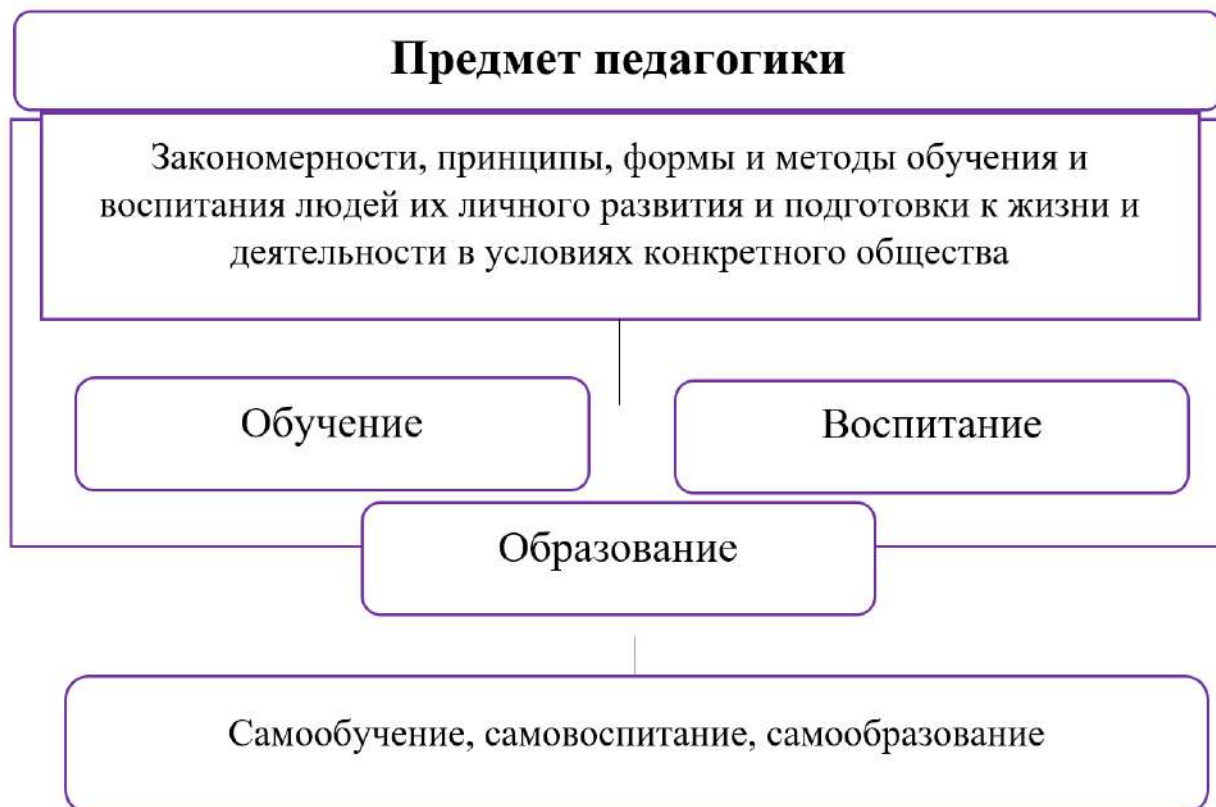 Предмет педагогики
Закономерности, принципы, формы и методы обучения и
воспитания людей их личного развития и подготовки к жизни и
деятельности в условиях конкретного общества
Обучение
Воспитание
Образование
Самообучение, самовоспитание, самообразование